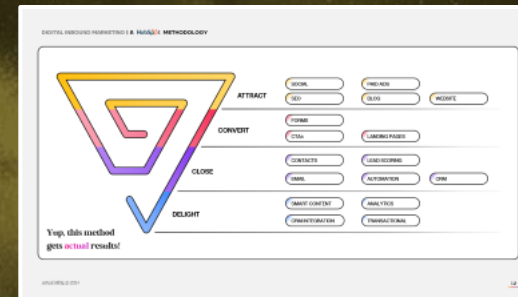 DIGITAL INBOUND MARKETING | A HubSpot METHODOLOGY
ATTRACT
SOCIAL PAID ADS
SEO BLOG WEBSITE
CONVERT
FORMS
CTAs LANDING PAGES
CLOSE
CONTACTS LEAD SCORING
EMAIL AUTOMATION CRM
DELIGHT
SMART CONTENT ANALYTICS
CRM INTEGRATION TRANSACTIONAL
Yup, this method
gets actual results!